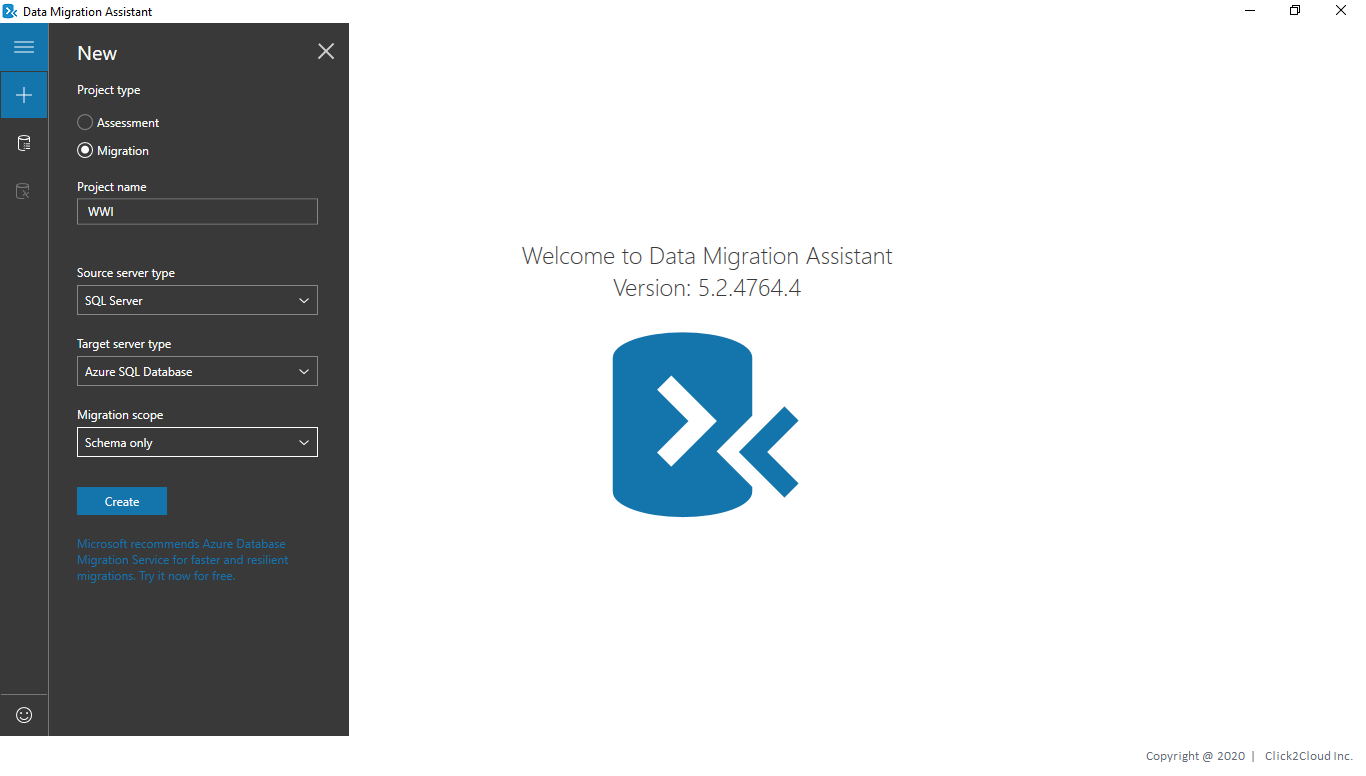 Data Migration Assistant
New
Project type
Assessment
Migration
Project name
WWI
Source server type
SQL Server
Target server type
Azure SQL Database
Migration scope
Schema only
Create
Microsoft recommends Azure Database
Migration Service for faster and resilient
migrations. Try it now for free.
Welcome to Data Migration Assistant
Version: 5.2.4764.4
Copyright @ 2020 | Click2Cloud Inc.